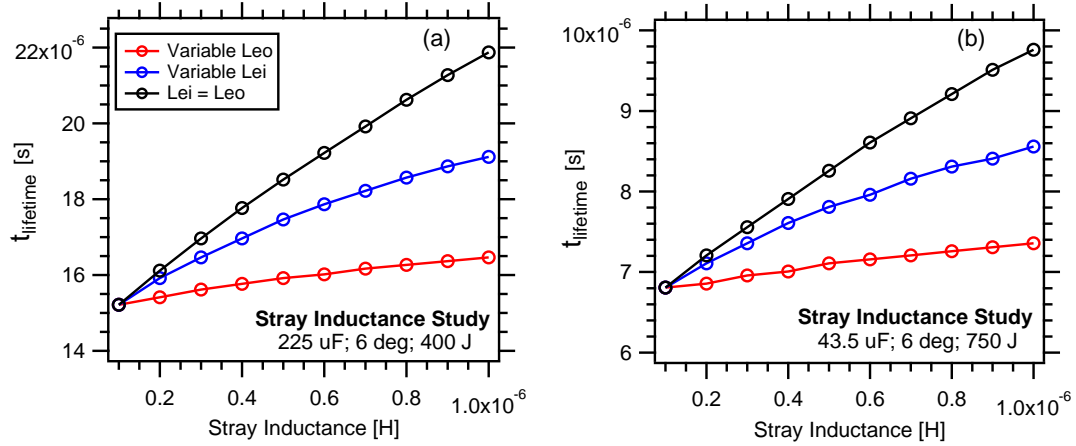 22x10-6
20
18
16
14
tlifetime [s]
(a)
Variable Leo
Variable Lei
Lei = Leo
Stray Inductance Study
225 uF; 6 deg; 400 J
0.2
0.4
0.6
0.8
1.0x10-6
Stray Inductance [H]
10x10-6
9
8
7
6
tlifetime [s]
(b)
Stray Inductance Study
43.5 uF; 6 deg; 750 J
0.2
0.4
0.6
0.8
1.0x10-6
Stray Inductance [H]